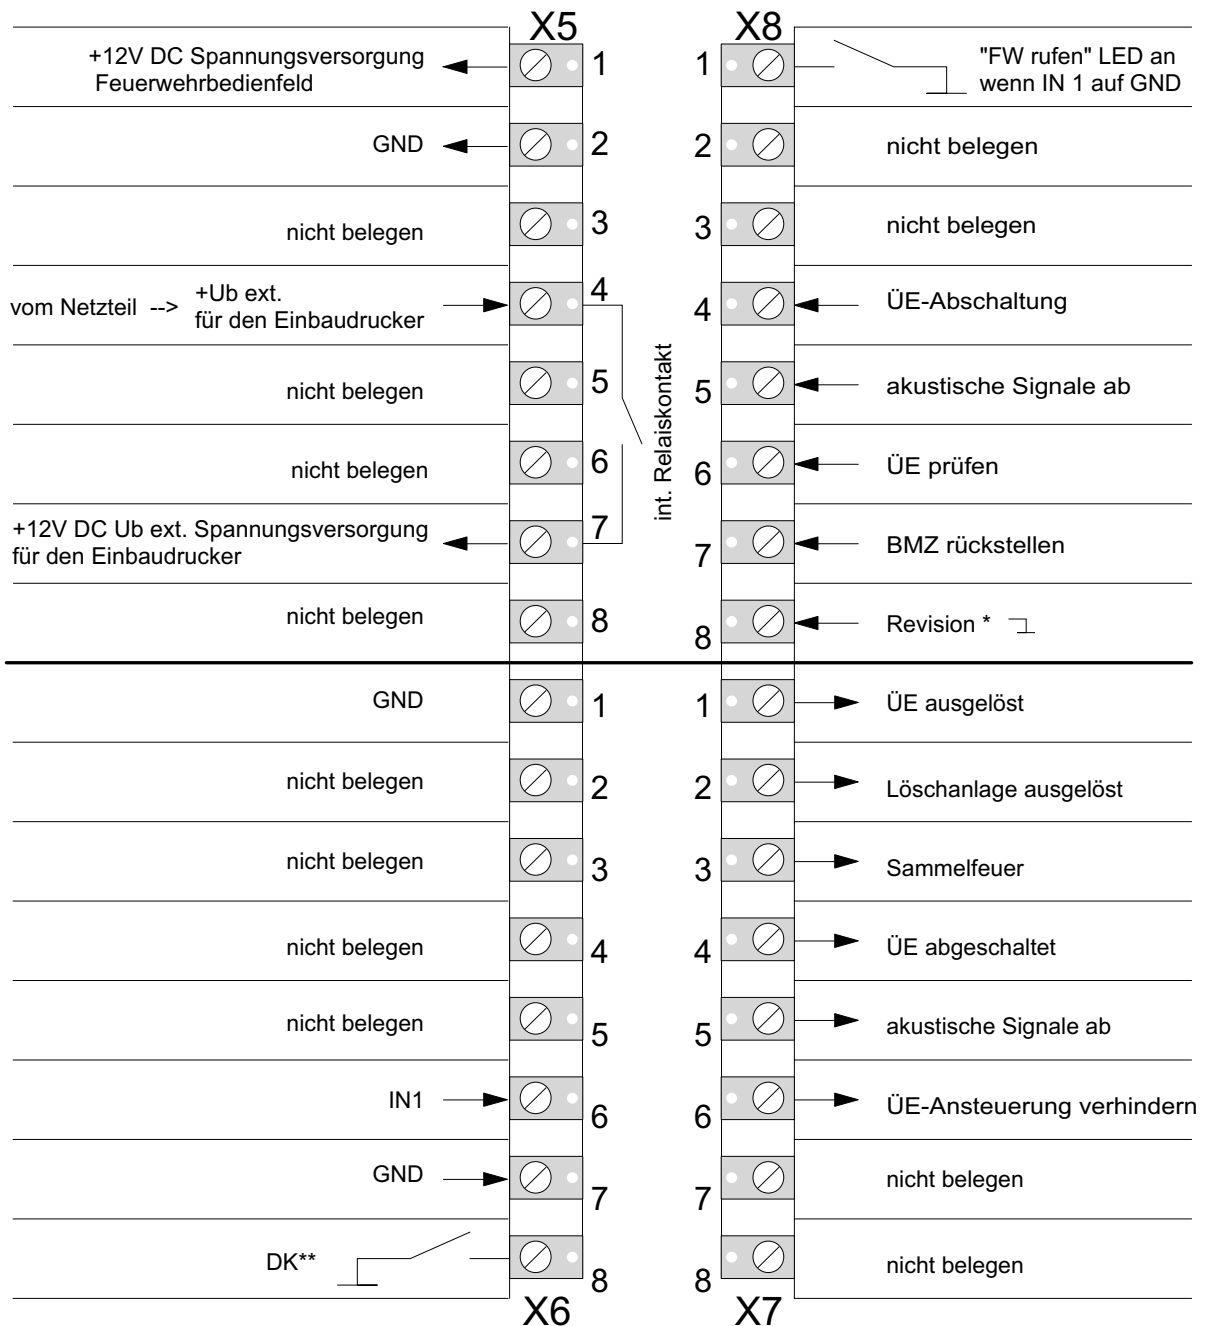 X5
X8
+12V DC Spannungsversorgung
Feuerwehrbedienfeld
1
1
"FW rufen" LED an
wenn IN 1 auf GND
GND
2
2
nicht belegen
nicht belegen
3
3
nicht belegen
vom Netzteil --> +Ub ext.
für den Einbaudrucker
4
4
ÜE-Abschaltung
nicht belegen
5
5
akustische Signale ab
nicht belegen
6
6
ÜE prüfen
int. Relaiskontakt
+12V DC Ub ext. Spannungsversorgung
für den Einbaudrucker
7
7
BMZ rückstellen
nicht belegen
8
8
Revision *
GND
1
1
ÜE ausgelöst
nicht belegen
2
2
Löschanlage ausgelöst
nicht belegen
3
3
Sammelfeuer
nicht belegen
4
4
ÜE abgeschaltet
nicht belegen
5
5
akustische Signale ab
IN1
6
6
ÜE-Ansteuerung verhindern
GND
7
7
nicht belegen
DK**
8
8
nicht belegen
X6
X7